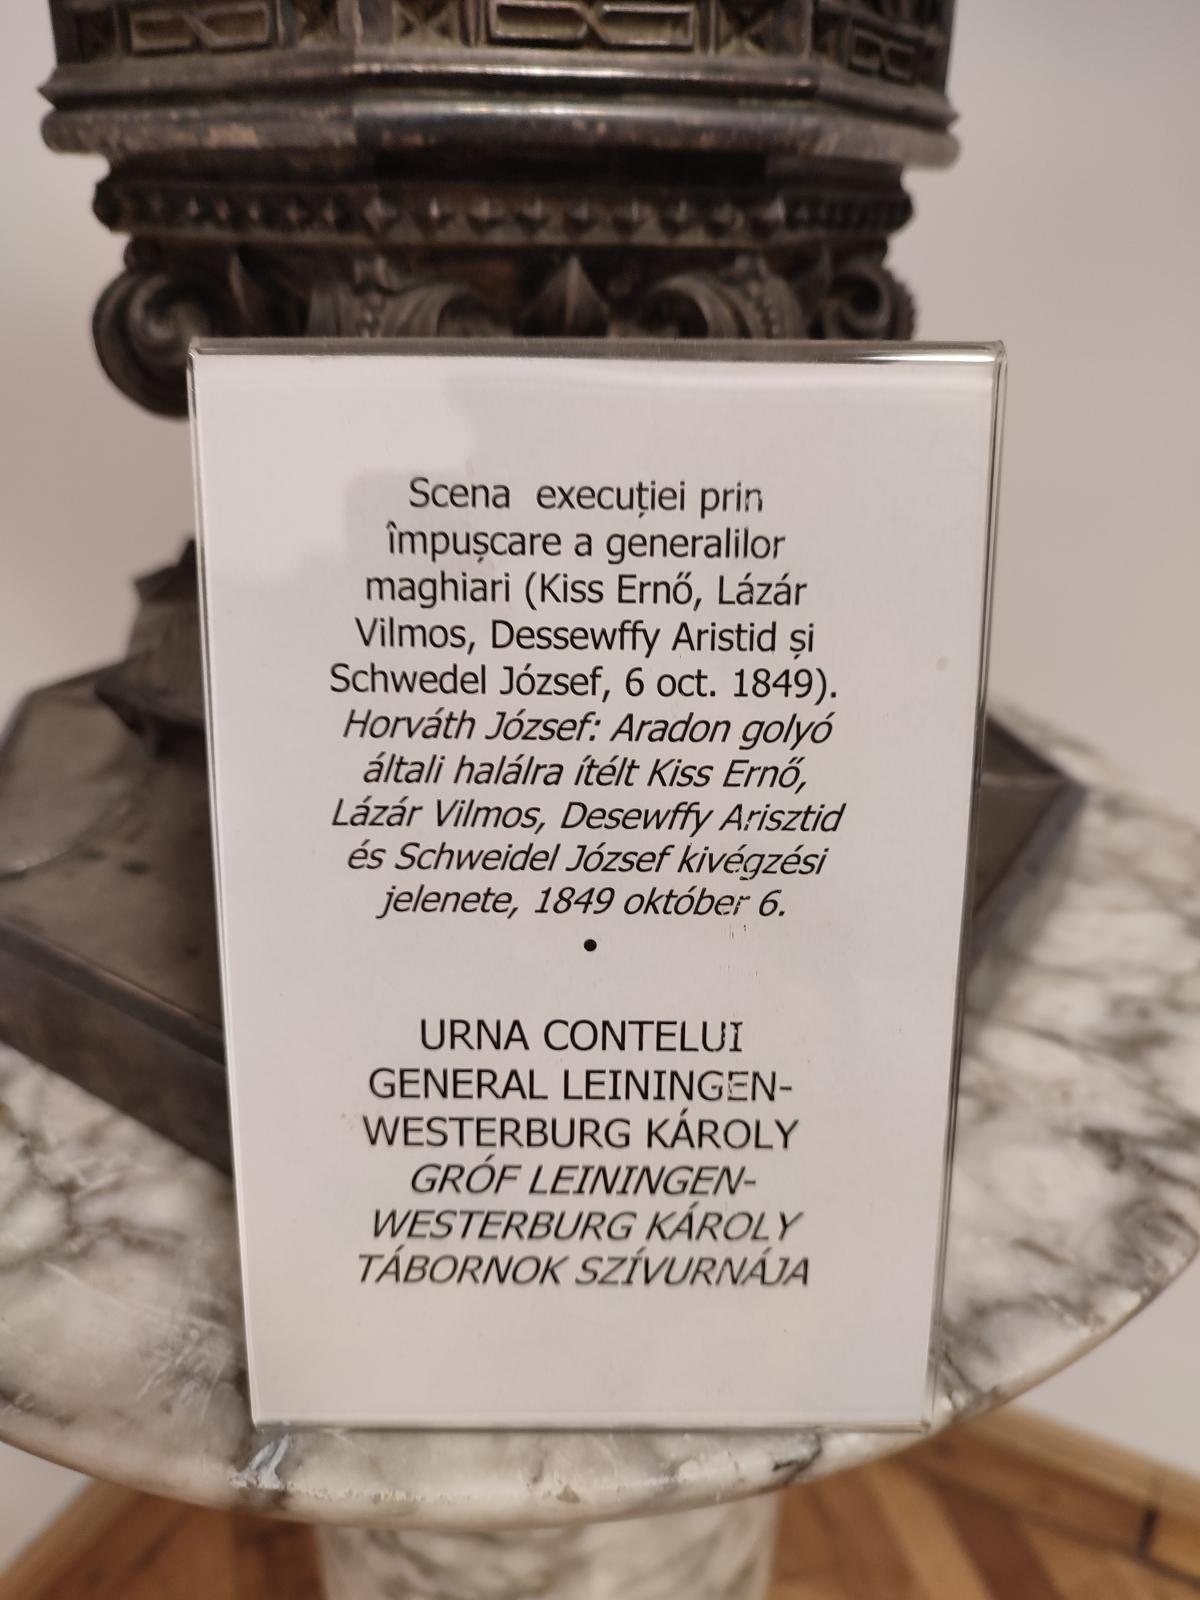 Scena  execuției prin
împușcare a generalilor
maghiari (Kiss Ernő, Lázár
Vilmos, Dessewffy Aristid și
Schwedel József, 6 oct. 1849).
Horváth József: Aradon golyó
általi halálra ítélt Kiss Ernő,
Lázár Vilmos, Desewffy Arisztid
és Schweidel József kivégzési
jelenete, 1849 október 6.
•
URNA CONTELUI
GENERAL LEININGEN-
WESTERBURG KÁROLY
GRÓF LEININGEN-
WESTERBURG KÁROLY
TÁBORNOK SZÍVURNÁJA